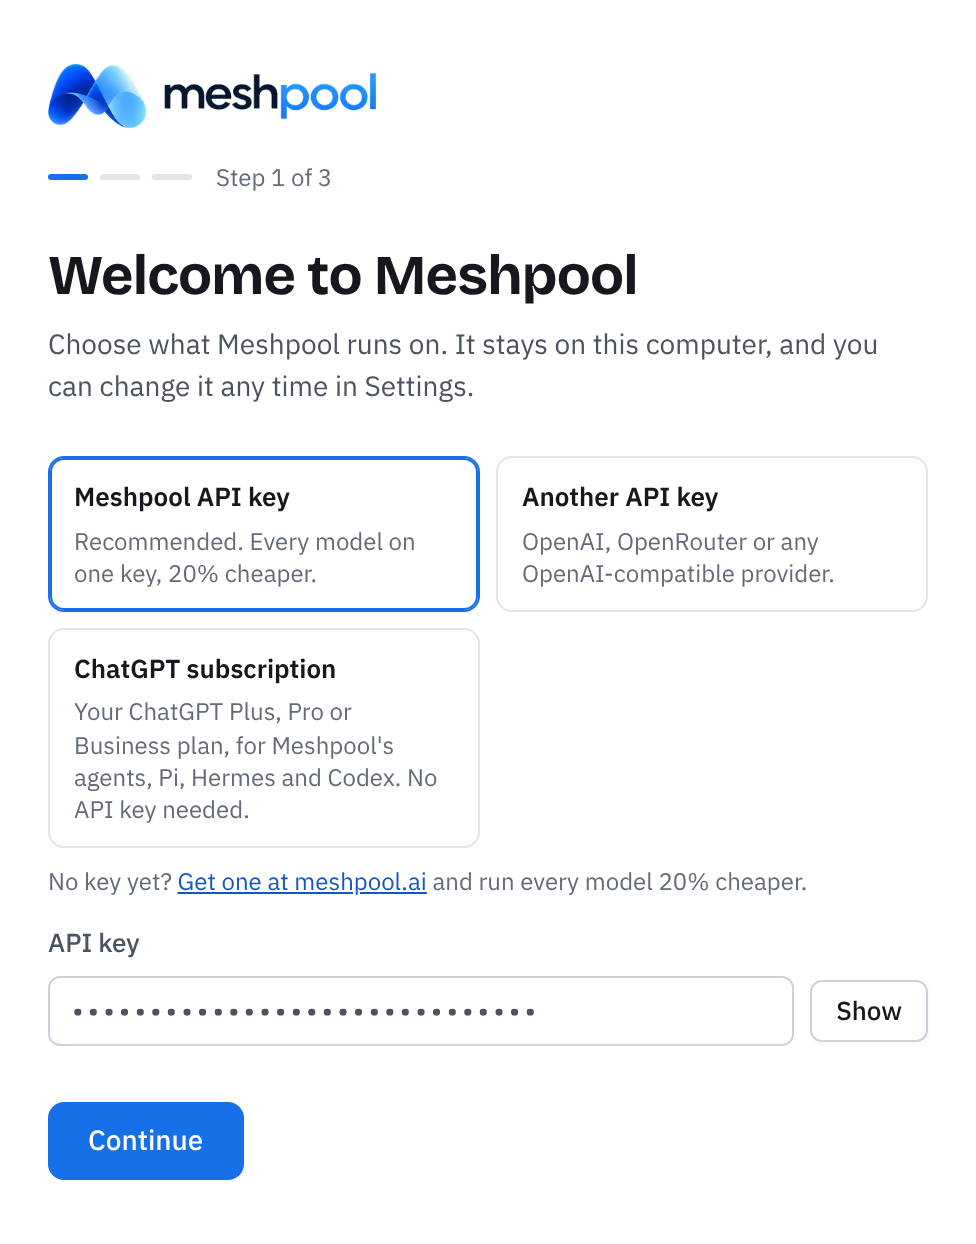 meshpool
Step 1 of 3
Welcome to Meshpool
Choose what Meshpool runs on. It stays on this computer, and you
can change it any time in Settings.
Meshpool API key
Recommended. Every model on
one key, 20% cheaper.
Another API key
OpenAI, OpenRouter or any
OpenAI-compatible provider.
ChatGPT subscription
Your ChatGPT Plus, Pro or
Business plan, for Meshpool's
agents, Pi, Hermes and Codex. No
API key needed.
No key yet? Get one at meshpool.ai and run every model 20% cheaper.
API key
Show
Continue